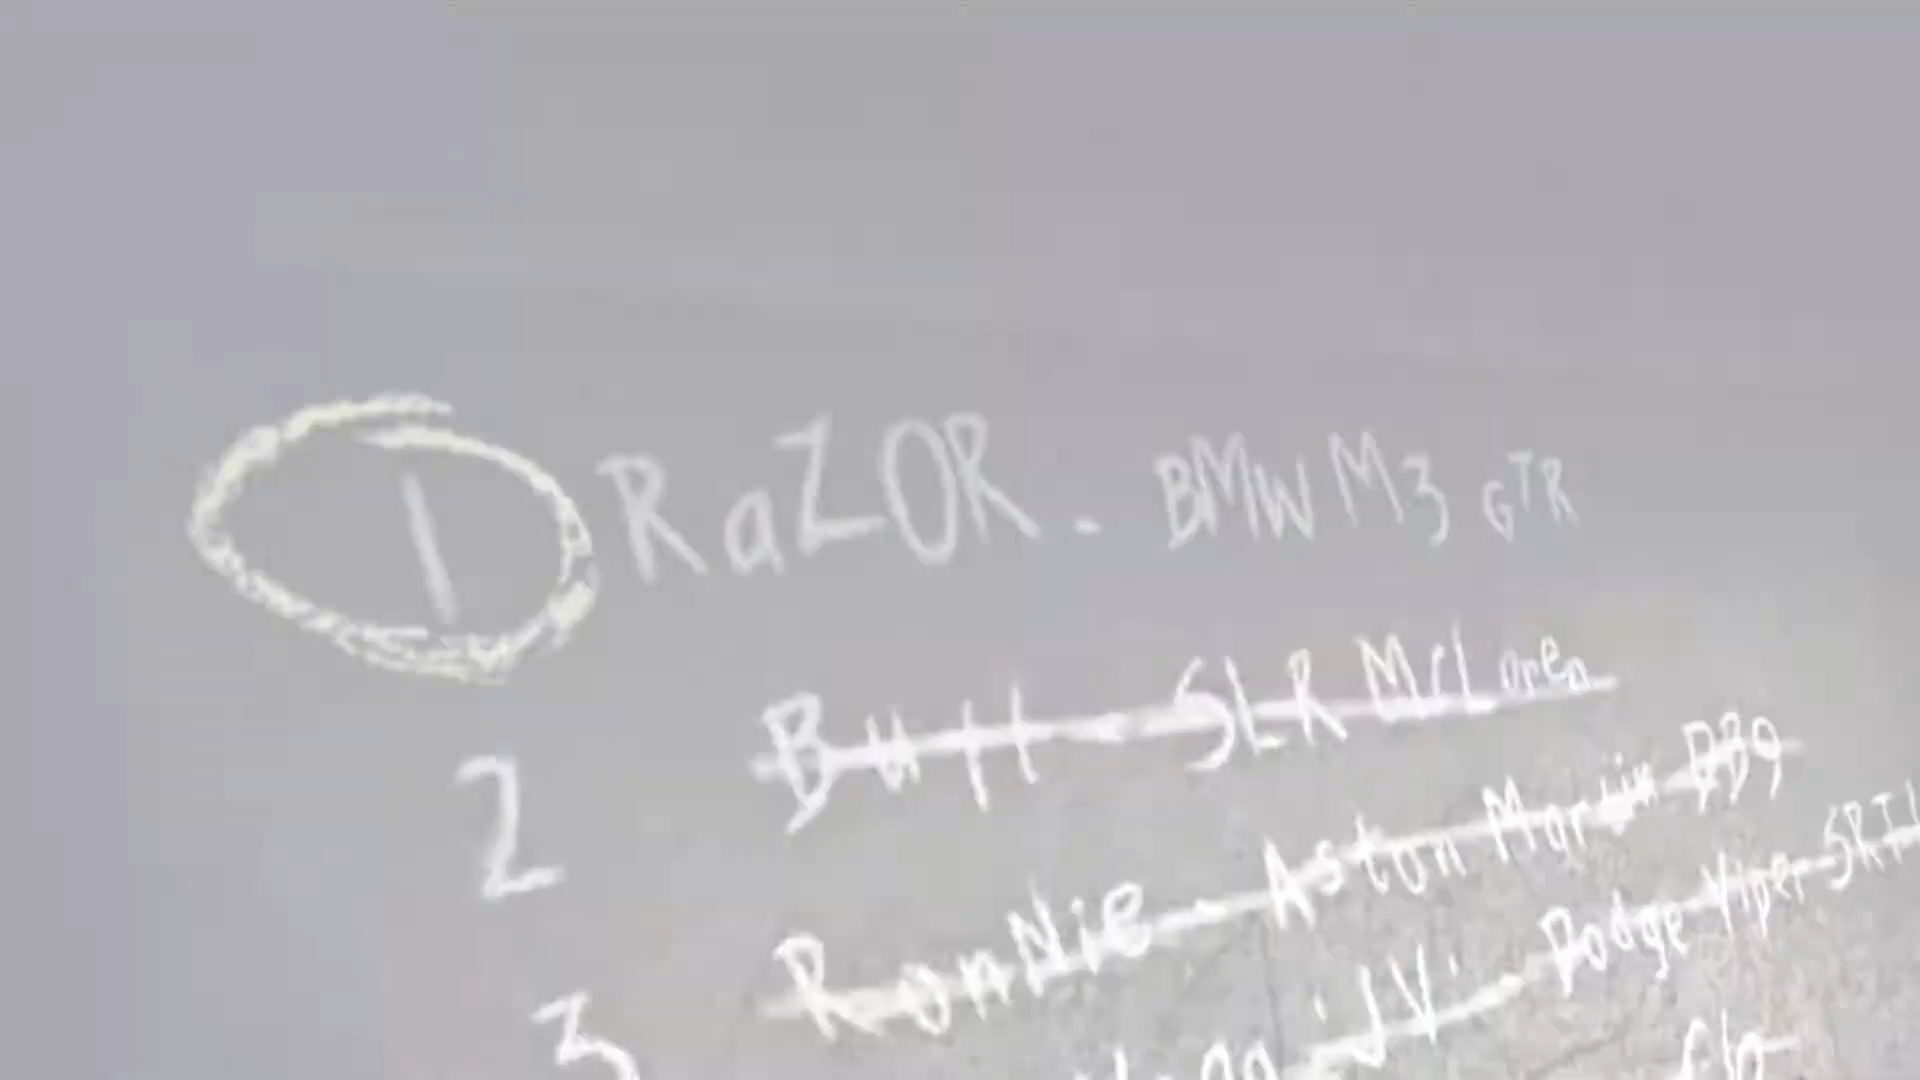 1 RaZOR - BMW M3 GTR
2 Bull - SLR McLaren
3 RonNie - Aston Martin DB9
JV - Dodge Viper SRT